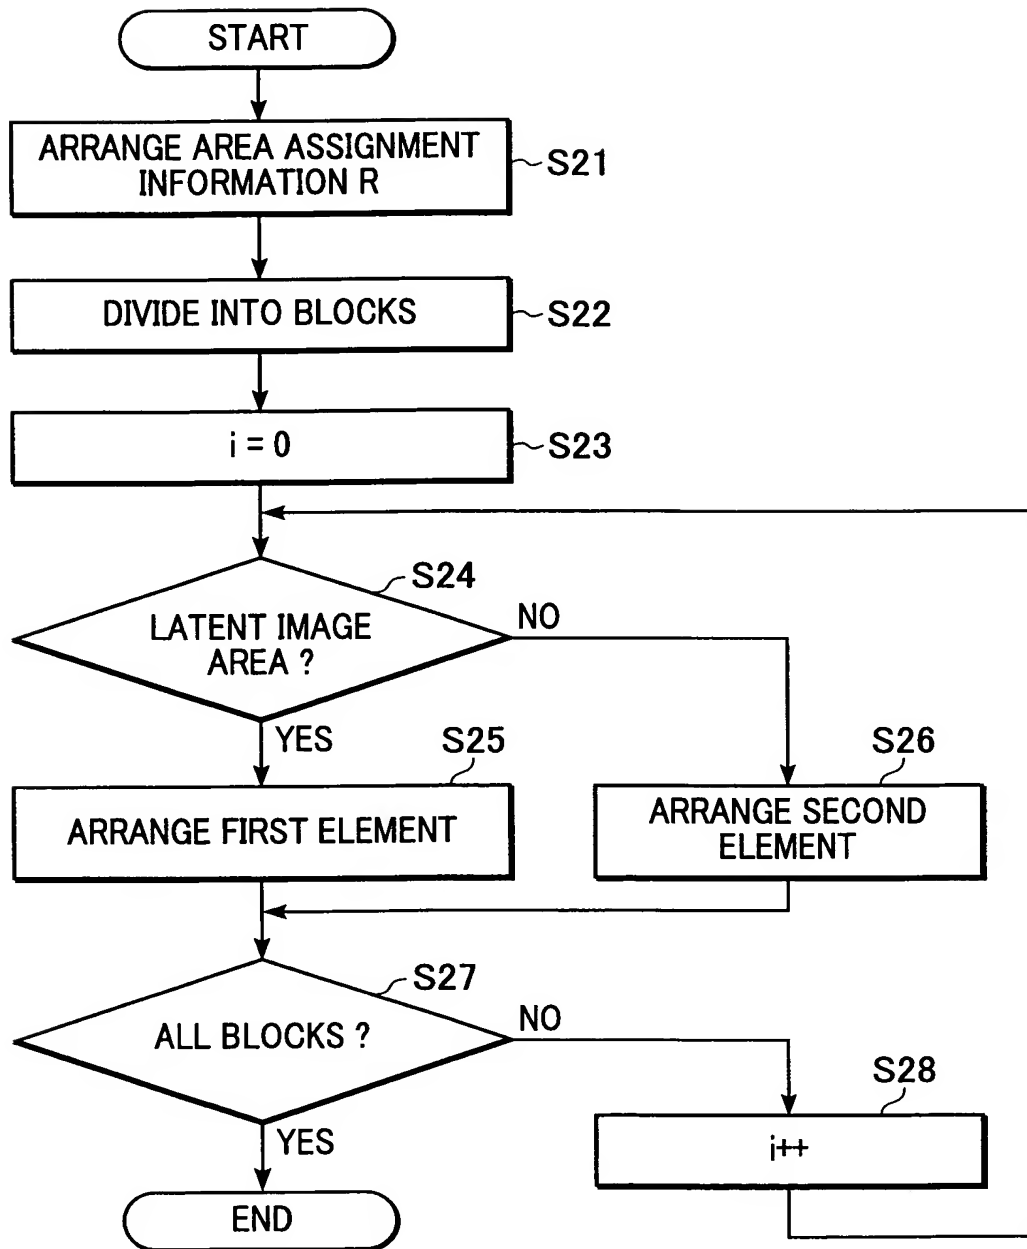 START
ARRANGE AREA ASSIGNMENT
INFORMATION R
S21
DIVIDE INTO BLOCKS
S22
i = 0
S23
S24
LATENT IMAGE
AREA ?
NO
YES
S25
S26
ARRANGE FIRST ELEMENT
ARRANGE SECOND
ELEMENT
S27
ALL BLOCKS ?
NO
S28
YES
i++
END